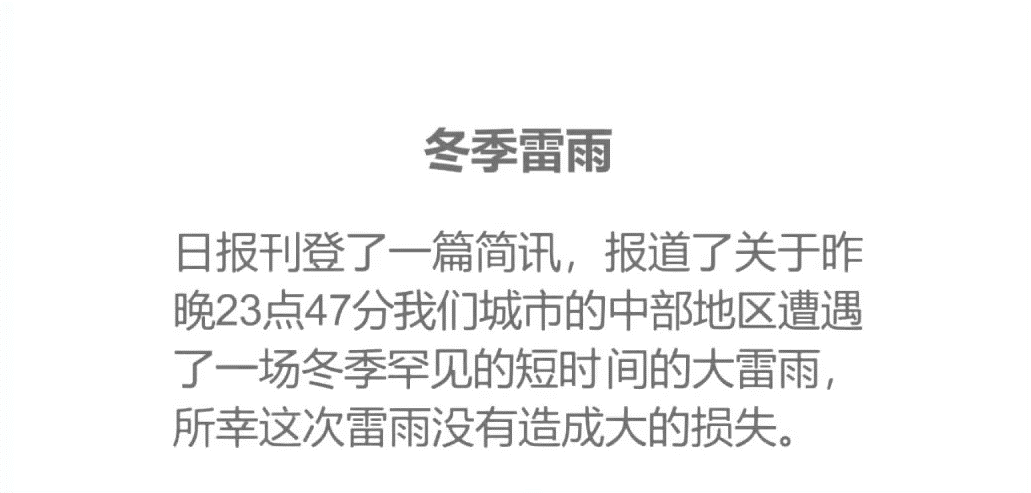 冬季雷雨
日报刊登了一篇简讯，报道了关于昨
晚23点47分我们城市的中部地区遭遇
了一场冬季罕见的短时间的大雷雨，
所幸这次雷雨没有造成大的损失。